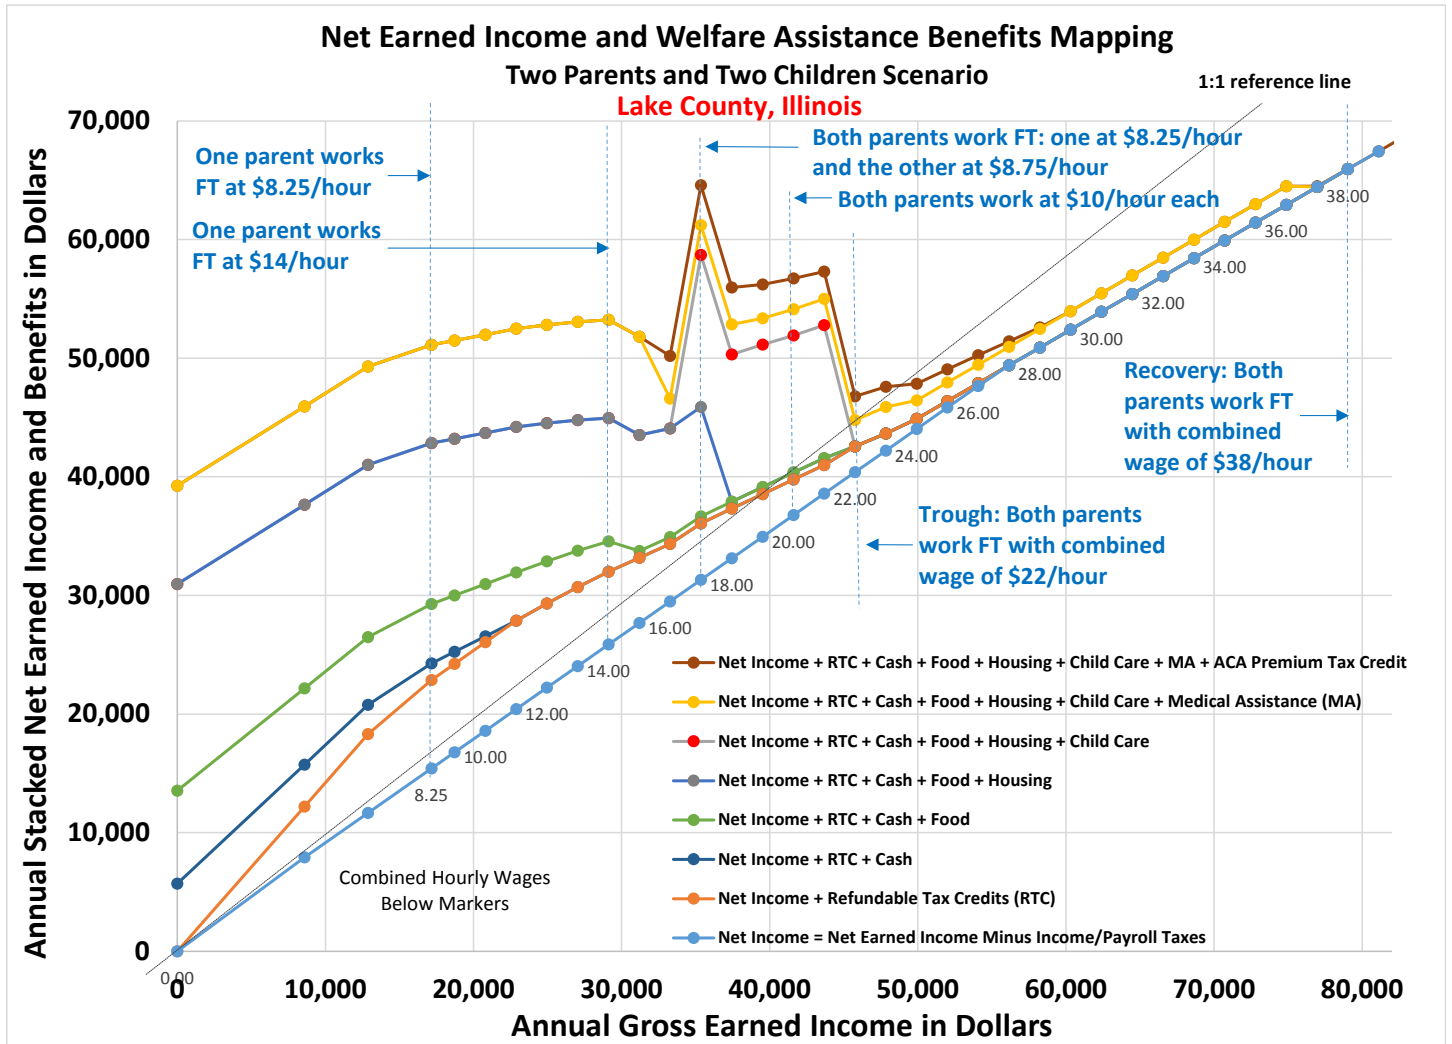 Net Earned Income and Welfare Assistance Benefits Mapping
Two Parents and Two Children Scenario
Lake County, Illinois
1:1 reference line
Annual Stacked Net Earned Income and Benefits in Dollars
70,000
60,000
50,000
40,000
30,000
20,000
10,000
0
One parent works
FT at $8.25/hour
One parent works
FT at $14/hour
Both parents work FT: one at $8.25/hour
and the other at $8.75/hour
Both parents work at $10/hour each
Recovery: Both
parents work FT
with combined
wage of $38/hour
Trough: Both parents
work FT with combined
wage of $22/hour
38.00
36.00
34.00
32.00
30.00
28.00
26.00
24.00
22.00
20.00
18.00
16.00
14.00
12.00
10.00
8.25
0.00
Combined Hourly Wages
Below Markers
Net Income + RTC + Cash + Food + Housing + Child Care + MA + ACA Premium Tax Credit
Net Income + RTC + Cash + Food + Housing + Child Care + Medical Assistance (MA)
Net Income + RTC + Cash + Food + Housing + Child Care
Net Income + RTC + Cash + Food + Housing
Net Income + RTC + Cash + Food
Net Income + RTC + Cash
Net Income + Refundable Tax Credits (RTC)
Net Income = Net Earned Income Minus Income/Payroll Taxes
0 10,000 20,000 30,000 40,000 50,000 60,000 70,000 80,000
Annual Gross Earned Income in Dollars